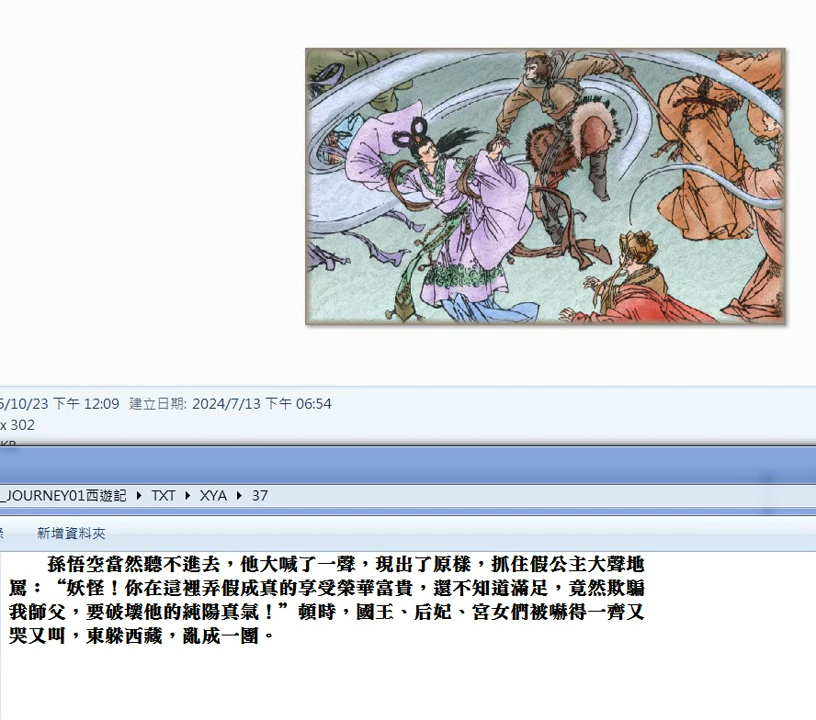 5/10/23 下午 12:09 建立日期: 2024/7/13 下午 06:54
x 302
KB
_JOURNEY01西遊記 ▸ TXT ▸ XYA ▸ 37
新增資料夾
孫悟空當然聽不進去，他大喊了一聲，現出了原樣，抓住假公主大聲地
罵：“妖怪！你在這裡弄假成真的享受榮華富貴，還不知道滿足，竟然欺騙
我師父，要破壞他的純陽真氣！”頓時，國王、后妃、宮女們被嚇得一齊又
哭又叫，東躲西藏，亂成一團。